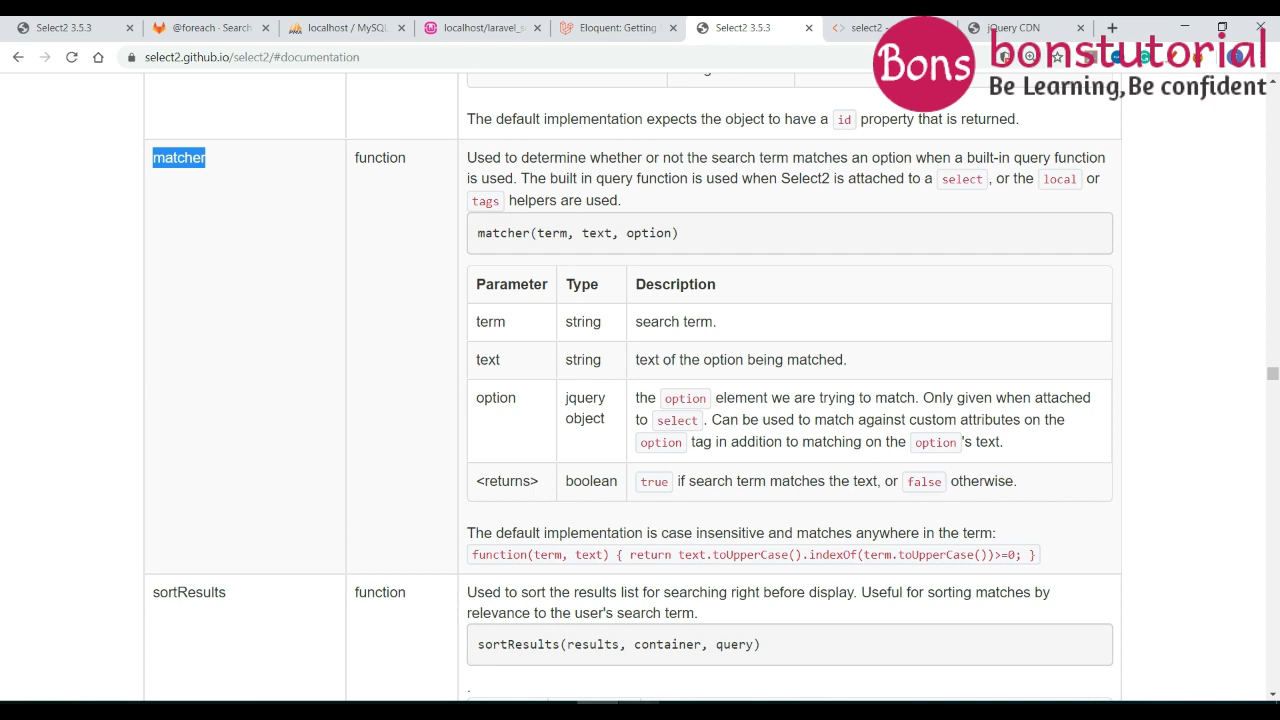 Select2 3.5.3
@foreach - Search
localhost / MySQL
localhost/laravel_s
Eloquent: Getting
Select2 3.5.3
select2
jQuery CDN
Bons
bonstutorial
Be Learning,Be confident
select2.github.io/select2/#documentation
The default implementation expects the object to have a id property that is returned.
matcher
function
Used to determine whether or not the search term matches an option when a built-in query function
is used. The built in query function is used when Select2 is attached to a select, or the local or
tags helpers are used.
matcher(term, text, option)
Parameter Type Description
term string search term.
text string text of the option being matched.
option jquery object
the option element we are trying to match. Only given when attached
to select. Can be used to match against custom attributes on the
option tag in addition to matching on the option's text.
<returns> boolean true if search term matches the text, or false otherwise.
The default implementation is case insensitive and matches anywhere in the term:
function(term, text) { return text.toUpperCase().indexOf(term.toUpperCase())>=0; }
sortResults
function
Used to sort the results list for searching right before display. Useful for sorting matches by
relevance to the user's search term.
sortResults(results, container, query)
.